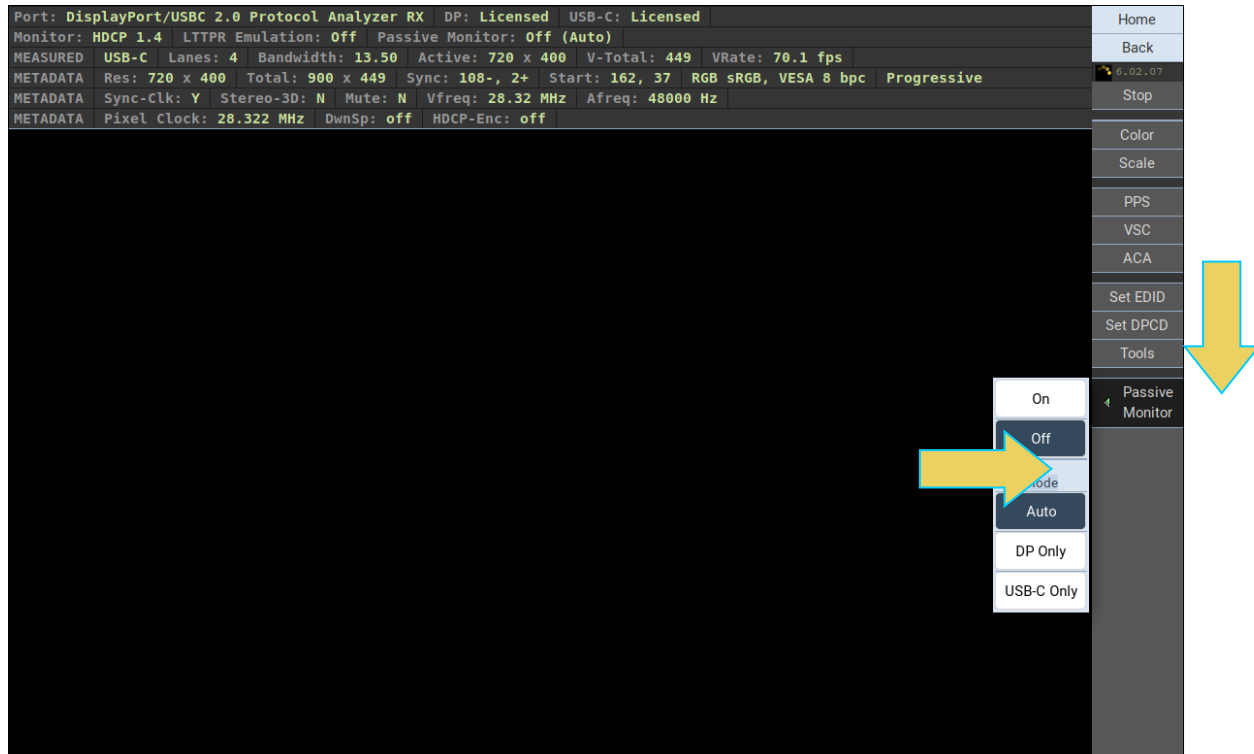 Port: DisplayPort/USBC 2.0 Protocol Analyzer RX DP: Licensed USB-C: Licensed
Monitor: HDCP 1.4 LTTPR Emulation: Off Passive Monitor: Off (Auto)
MEASURED USB-C Lanes: 4 Bandwidth: 13.50 Active: 720 x 400 V-Total: 449 VRate: 70.1 fps
METADATA Res: 720 x 400 Total: 900 x 449 Sync: 108-, 2+ Start: 162, 37 RGB sRGB, VESA 8 bpc Progressive
METADATA Sync-Clk: Y Stereo-3D: N Mute: N Vfreq: 28.32 MHz Afreq: 48000 Hz
METADATA Pixel Clock: 28.322 MHz DwnSp: off HDCP-Enc: off
Home
Back
6.02.07
Stop
Color
Scale
PPS
VSC
ACA
Set EDID
Set DPCD
Tools
Passive
Monitor
On
Off
Auto
DP Only
USB-C Only